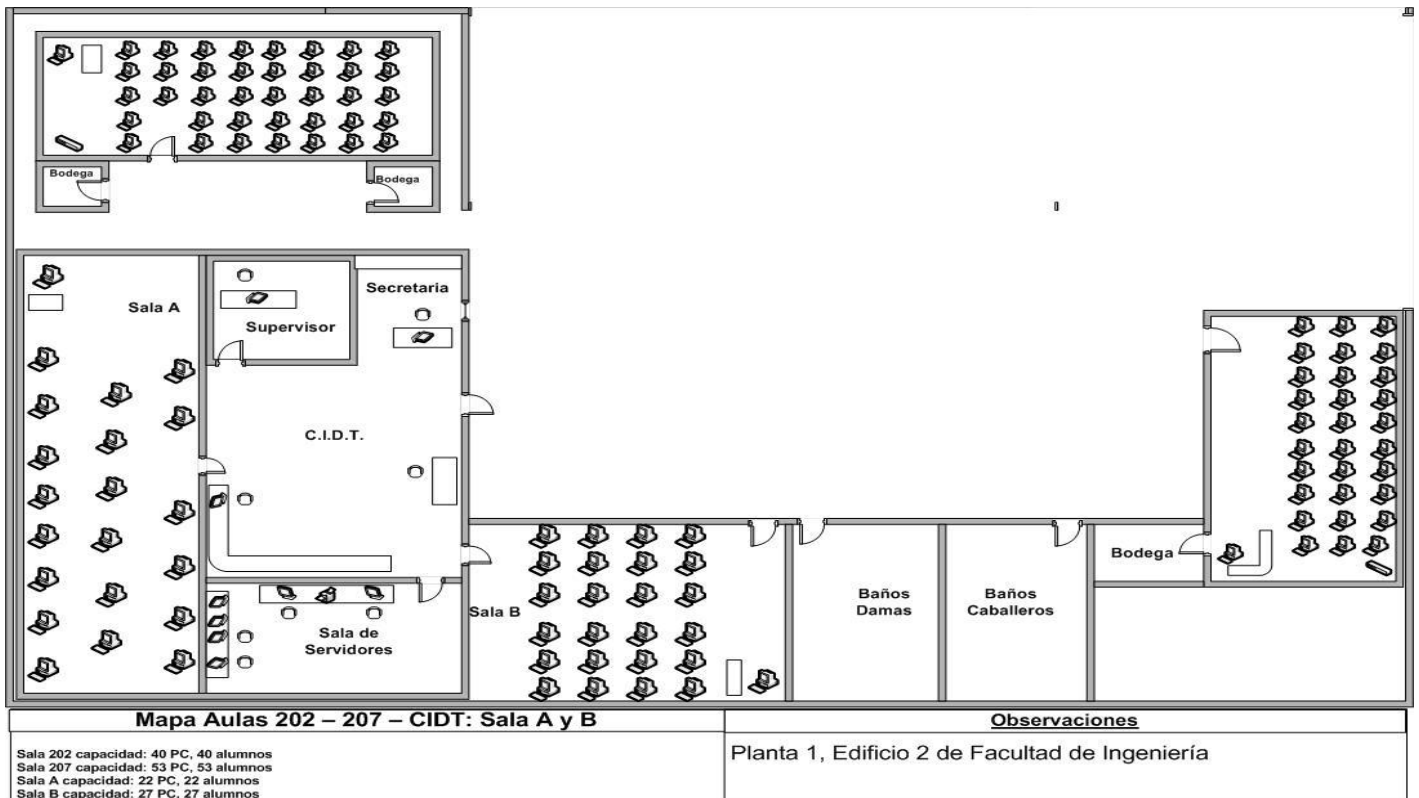 Bodega
Bodega
Sala A
Secretaria
Supervisor
C.I.D.T.
Bodega
Sala B
Baños
Damas
Baños
Caballeros
Sala de
Servidores
Mapa Aulas 202 – 207 – CIDT: Sala A y B
Sala 202 capacidad: 40 PC, 40 alumnos
Sala 207 capacidad: 53 PC, 53 alumnos
Sala A capacidad: 22 PC, 22 alumnos
Sala B capacidad: 27 PC, 27 alumnos
Observaciones
Planta 1, Edificio 2 de Facultad de Ingeniería